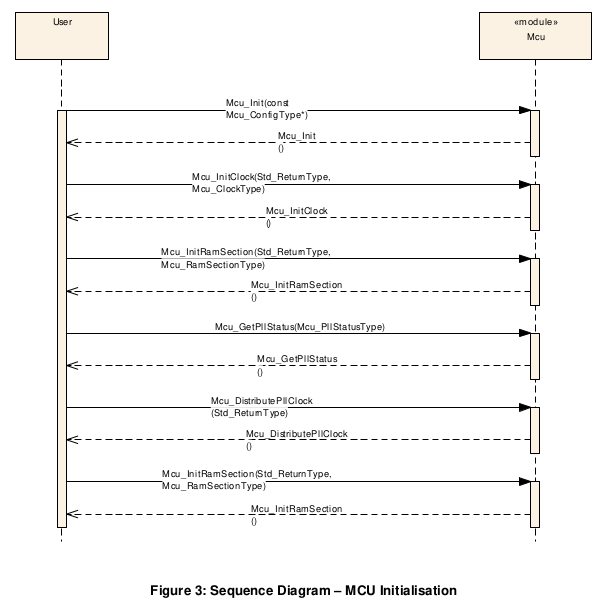 User
«module»
Mcu
Mcu_Init(const
Mcu_ConfigType*)
Mcu_Init
()
Mcu_InitClock(Std_ReturnType,
Mcu_ClockType)
Mcu_InitClock
()
Mcu_InitRamSection(Std_ReturnType,
Mcu_RamSectionType)
Mcu_InitRamSection
()
Mcu_GetPllStatus(Mcu_PllStatusType)
Mcu_GetPllStatus
()
Mcu_DistributePllClock
(Std_ReturnType)
Mcu_DistributePllClock
()
Mcu_InitRamSection(Std_ReturnType,
Mcu_RamSectionType)
Mcu_InitRamSection
()
Figure 3: Sequence Diagram – MCU Initialisation